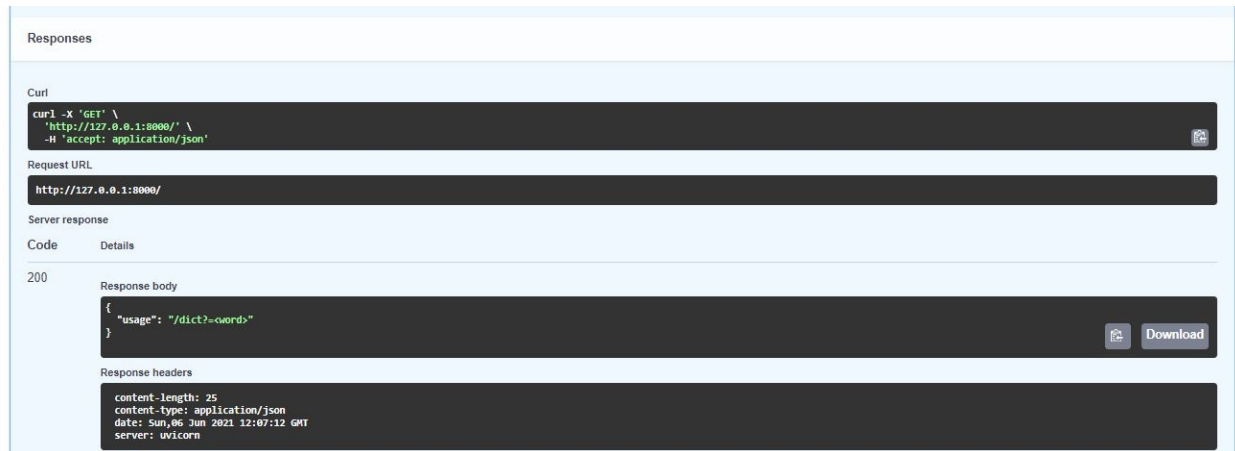 Responses
Curl
curl -X 'GET' \
'http://127.0.0.1:8000/' \
-H 'accept: application/json'
Request URL
http://127.0.0.1:8000/
Server response
Code Details
200
Response body
{
"usage": "/dict?=<word>"
}
Download
Response headers
content-length: 25
content-type: application/json
date: Sun,06 Jun 2021 12:07:12 GMT
server: uvicorn